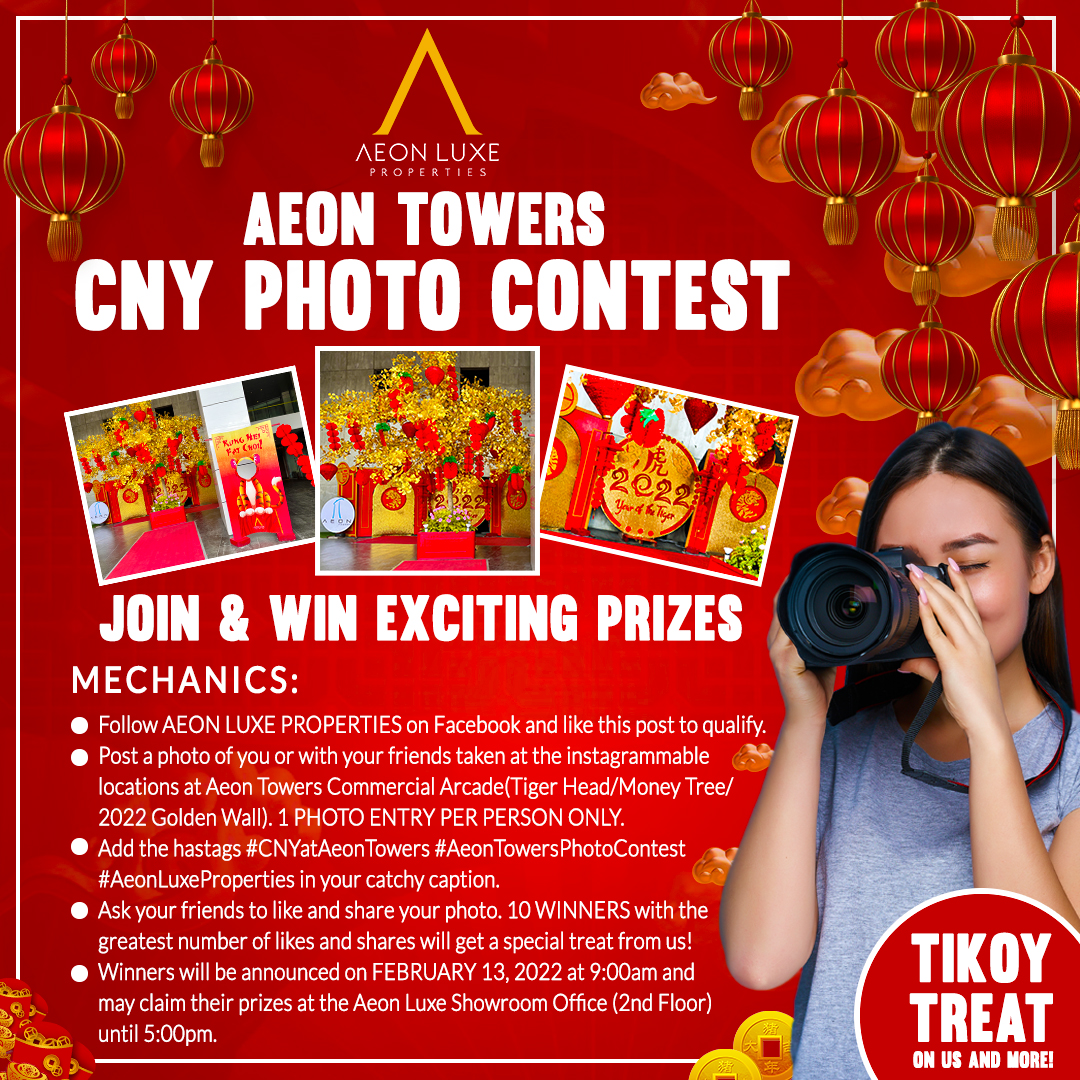 AEON LUXE
PROPERTIES
AEON TOWERS
CNY PHOTO CONTEST
KUNG HEI
FAT CHOI!
AEON
虎
2022
Year of the Tiger
2022
JOIN & WIN EXCITING PRIZES
MECHANICS:
Follow AEON LUXE PROPERTIES on Facebook and like this post to qualify.
Post a photo of you or with your friends taken at the instagrammable
locations at Aeon Towers Commercial Arcade(Tiger Head/Money Tree/
2022 Golden Wall). 1 PHOTO ENTRY PER PERSON ONLY.
Add the hastags #CNYatAeonTowers #AeonTowersPhotoContest
#AeonLuxeProperties in your catchy caption.
Ask your friends to like and share your photo. 10 WINNERS with the
greatest number of likes and shares will get a special treat from us!
Winners will be announced on FEBRUARY 13, 2022 at 9:00am and
may claim their prizes at the Aeon Luxe Showroom Office (2nd Floor)
until 5:00pm.
TIKOY
TREAT
ON US AND MORE!